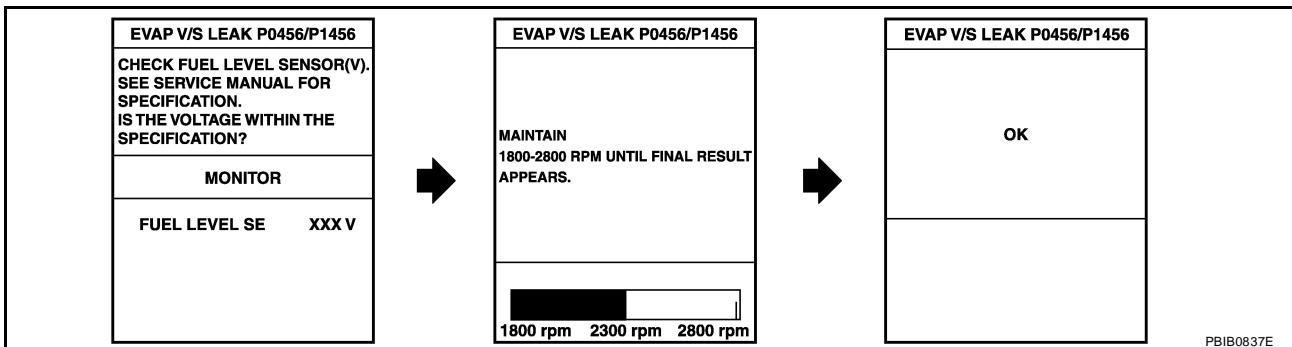 EVAP V/S LEAK P0456/P1456
CHECK FUEL LEVEL SENSOR(V).
SEE SERVICE MANUAL FOR
SPECIFICATION.
IS THE VOLTAGE WITHIN THE
SPECIFICATION?
MONITOR
FUEL LEVEL SE XXX V
EVAP V/S LEAK P0456/P1456
MAINTAIN
1800-2800 RPM UNTIL FINAL RESULT
APPEARS.
1800 rpm 2300 rpm 2800 rpm
EVAP V/S LEAK P0456/P1456
OK
PBIB0837E